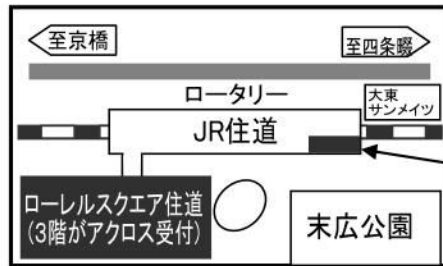 至京橋
至四条畷
ロータリー
大東
サンメイツ
JR住道
ローレルスクエア住道
(3階がアクロス受付)
末広公園